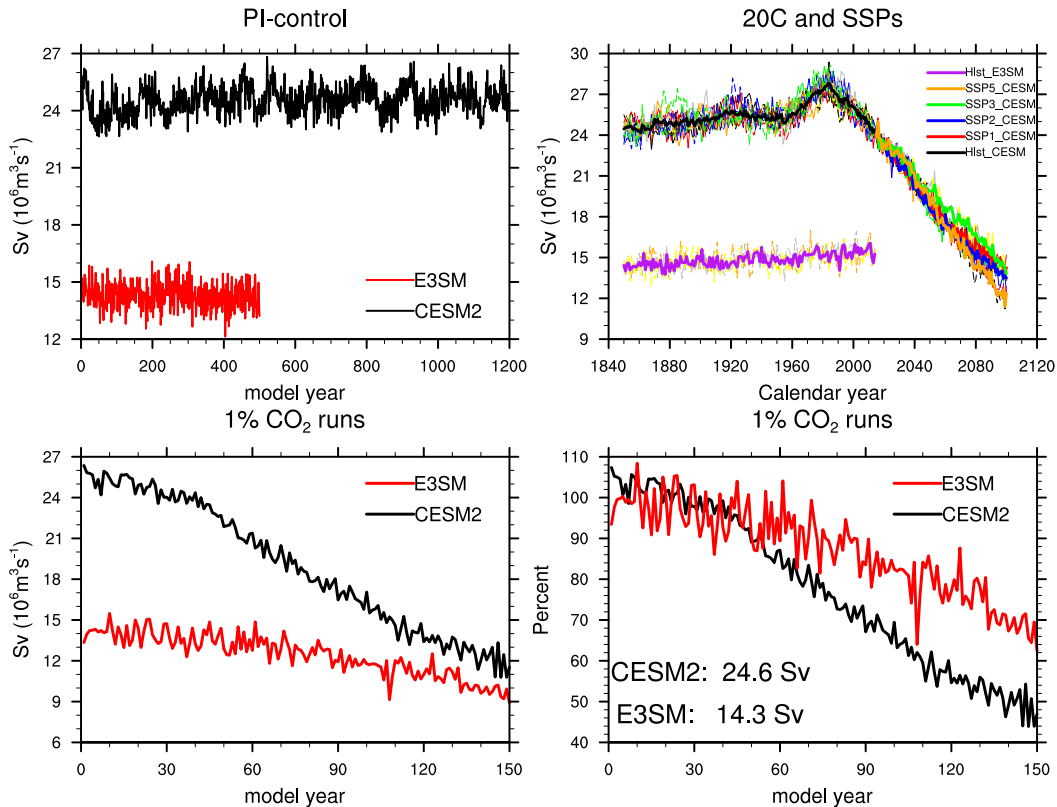 PI-control
27
24
21
18
15
12
Sv (10⁶m³s⁻¹)
E3SM
CESM2
0 200 400 600 800 1000 1200
model year
20C and SSPs
30
27
24
21
18
15
12
9
Sv (10⁶m³s⁻¹)
HIst_E3SM
SSP5_CESM
SSP3_CESM
SSP2_CESM
SSP1_CESM
HIst_CESM
1840 1880 1920 1960 2000 2040 2080 2120
Calendar year
1% CO₂ runs
27
24
21
18
15
12
9
6
Sv (10⁶m³s⁻¹)
E3SM
CESM2
0 30 60 90 120 150
model year
1% CO₂ runs
110
100
90
80
70
60
50
40
Percent
E3SM
CESM2
CESM2: 24.6 Sv
E3SM: 14.3 Sv
0 30 60 90 120 150
model year